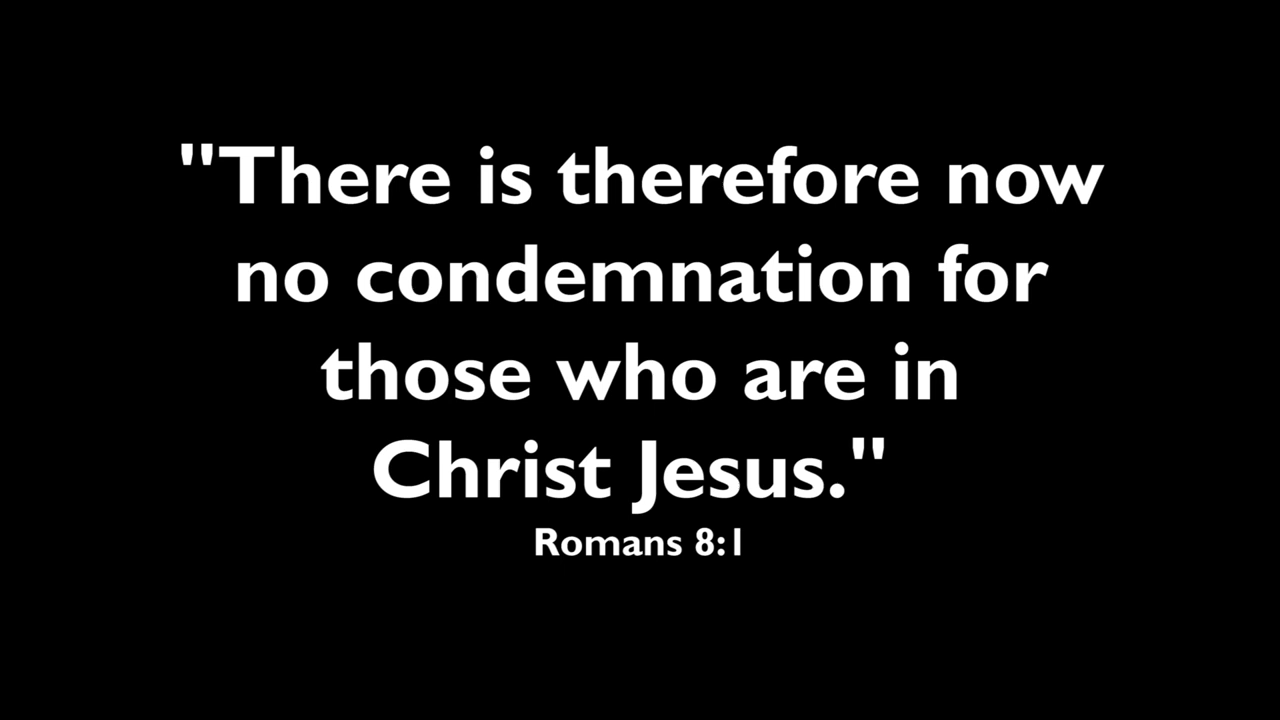 "There is therefore now
no condemnation for
those who are in
Christ Jesus."
Romans 8:1